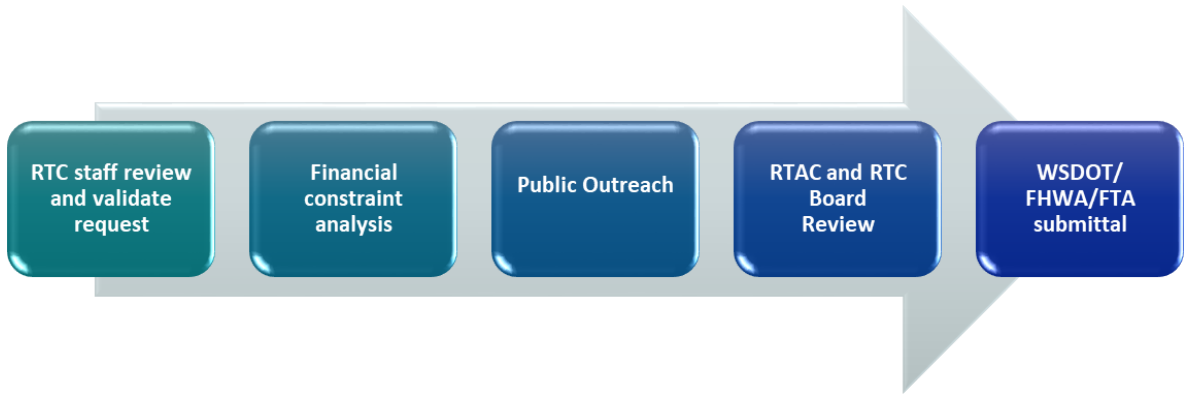 RTC staff review
and validate
request
Financial
constraint
analysis
Public Outreach
RTAC and RTC
Board
Review
WSDOT/
FHWA/FTA
submittal